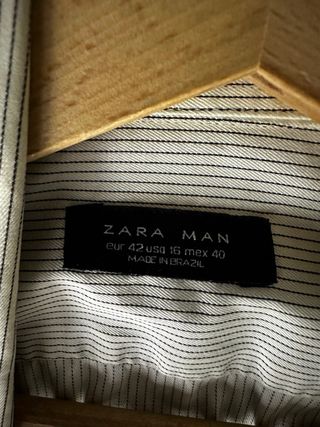 ZARA MAN
eur 42 usa 16 mex 40
MADE IN BRAZIL